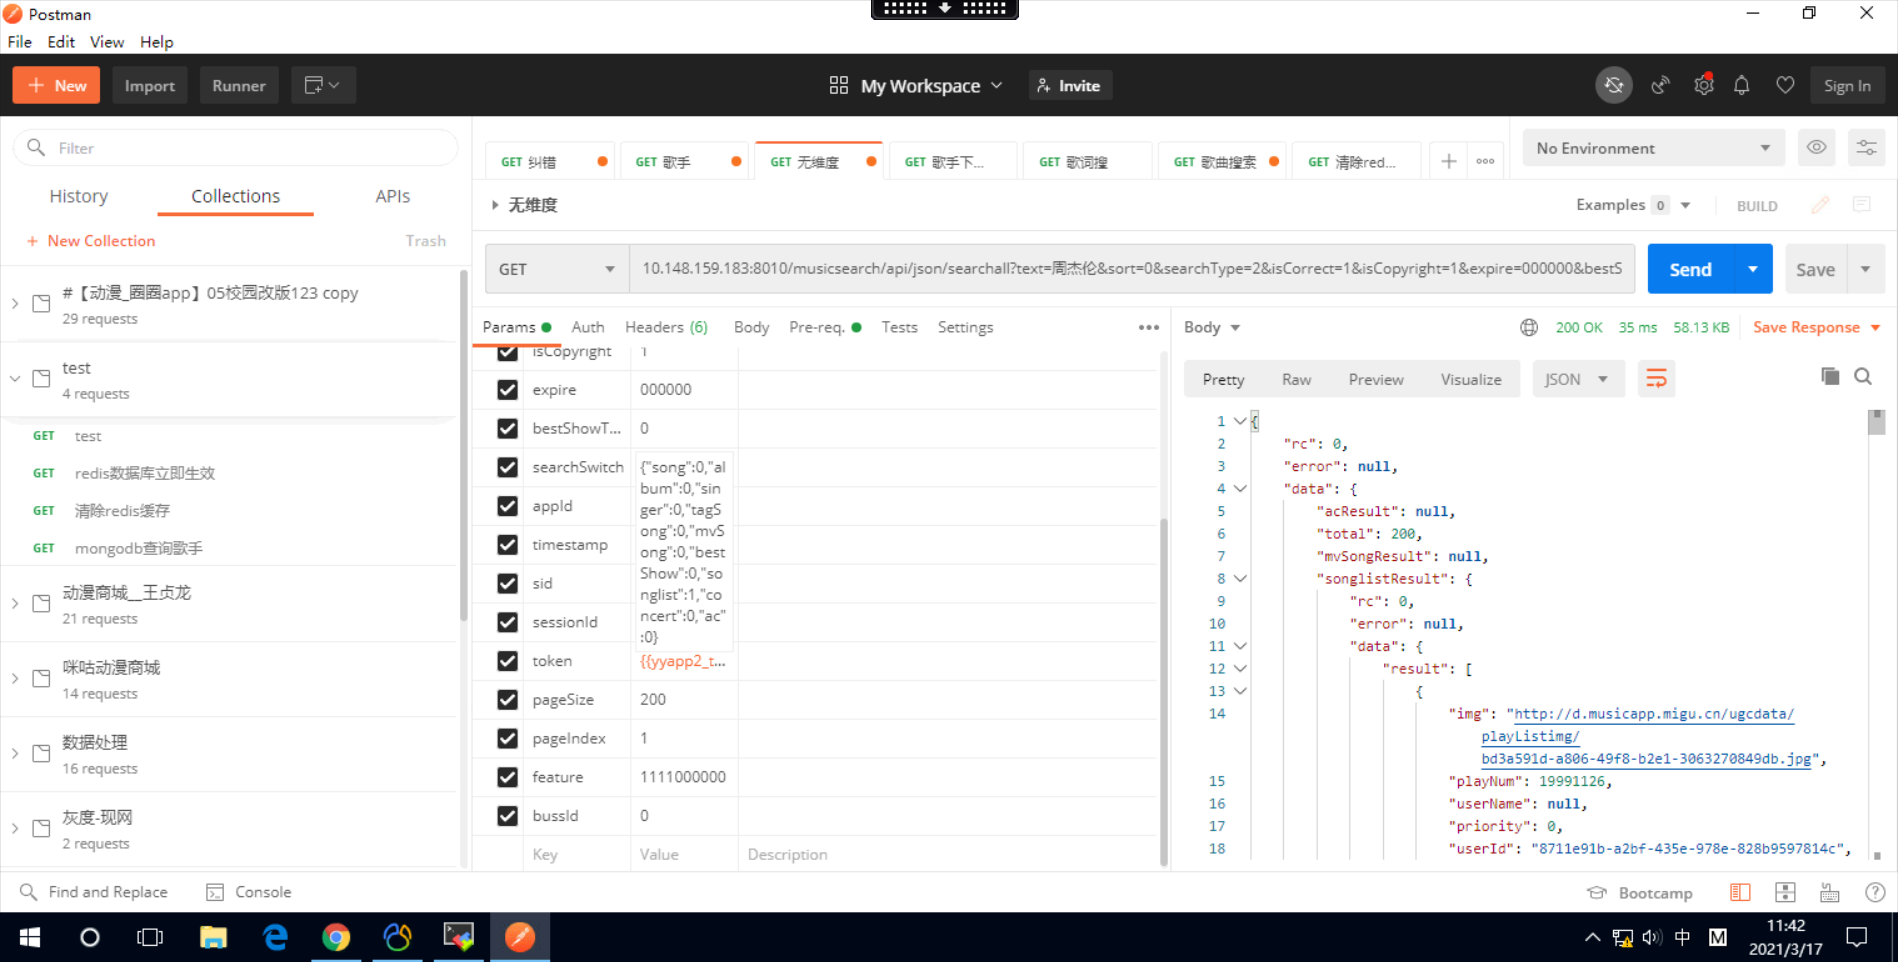 Postman
File Edit View Help
New Import Runner My Workspace Invite Sign In
Filter
History Collections APIs
+ New Collection Trash
#【动漫_圈圈app】05校园改版123 copy
29 requests
test
4 requests
GET test
GET redis数据库立即生效
GET 清除redis缓存
GET mongodb查询歌手
动漫商城__王贞龙
21 requests
咪咕动漫商城
14 requests
数据处理
16 requests
灰度-现网
2 requests
GET 纠错 GET 歌手 GET 无维度 GET 歌手下... GET 歌词搜 GET 歌曲搜索 GET 清除red...
No Environment
无维度
Examples 0 BUILD
GET 10.148.159.183:8010/musicsearch/api/json/searchall?text=周杰伦&sort=0&searchType=2&isCorrect=1&isCopyright=1&expire=000000&bestS
Send Save
Params Auth Headers (6) Body Pre-req. Tests Settings
isCopyright 1
expire 000000
bestShowT... 0
searchSwitch {"song":0,"al
bum":0,"sin
ger":0,"tagS
ong":0,"mvS
ong":0,"best
Show":0,"so
nglist":1,"co
ncert":0,"ac"
:0}
appId
timestamp
sid
sessionId
token {{yyapp2_t...
pageSize 200
pageIndex 1
feature 1111000000
bussId 0
Key Value Description
Body 200 OK 35 ms 58.13 KB Save Response
Pretty Raw Preview Visualize JSON
1 {
2 "rc": 0,
3 "error": null,
4 "data": {
5 "acResult": null,
6 "total": 200,
7 "mvSongResult": null,
8 "songlistResult": {
9 "rc": 0,
10 "error": null,
11 "data": {
12 "result": [
13 {
14 "img": "http://d.musicapp.migu.cn/ugcdata/
playListimg/
bd3a591d-a806-49f8-b2e1-3063270849db.jpg",
15 "playNum": 19991126,
16 "userName": null,
17 "priority": 0,
18 "userId": "8711e91b-a2bf-435e-978e-828b9597814c",
Find and Replace Console Bootcamp
中 M 11:42
2021/3/17